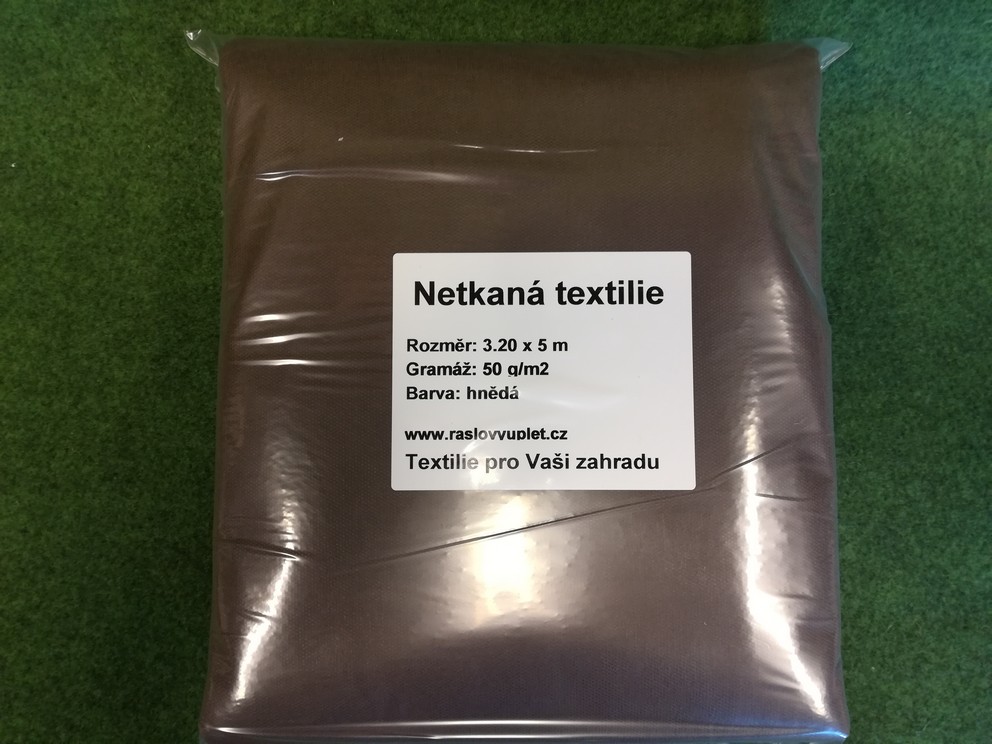 Netkaná textilie
Rozměr: 3.20 x 5 m
Gramáž: 50 g/m2
Barva: hnědá
www.raslovyuplet.cz
Textilie pro Vaši zahradu